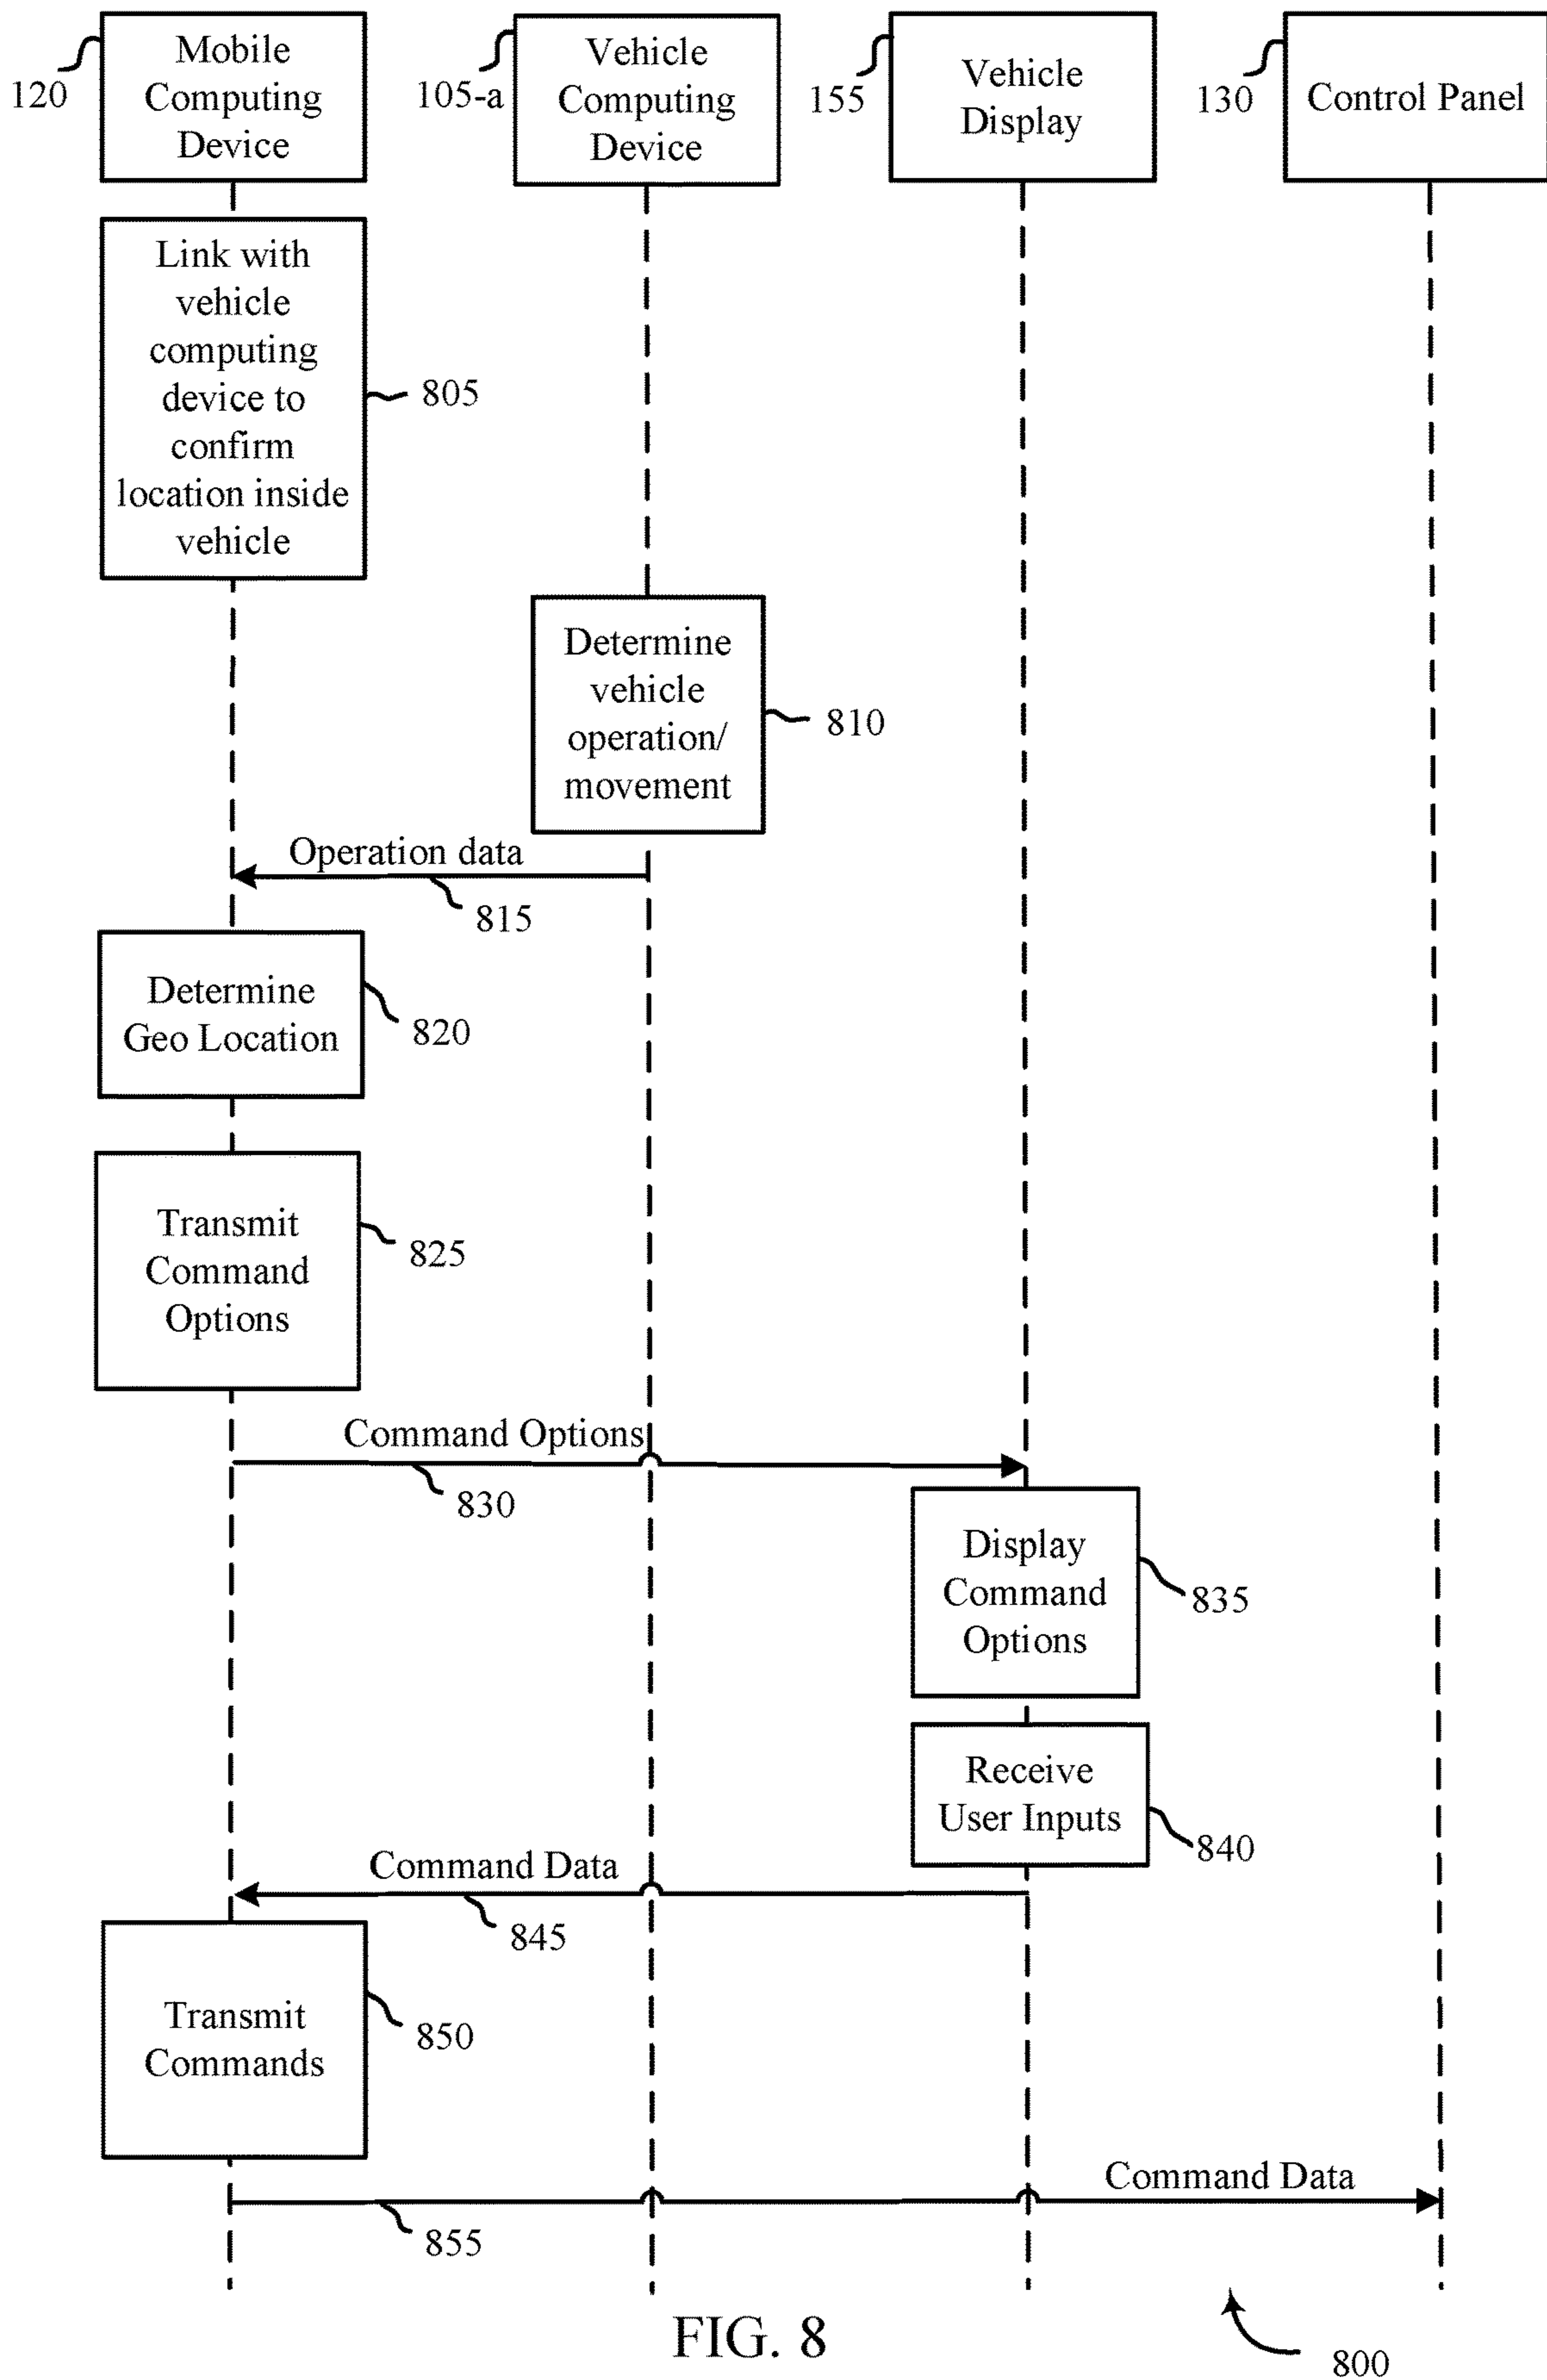 Mobile
Computing
Device
120
Vehicle
Computing
Device
105-a
Vehicle
Display
155
Control Panel
130
Link with
vehicle
computing
device to
confirm
location inside
vehicle
805
Determine
vehicle
operation/
movement
810
Operation data
815
Determine
Geo Location
820
Transmit
Command
Options
825
Command Options
830
Display
Command
Options
835
Receive
User Inputs
840
Command Data
845
Transmit
Commands
850
Command Data
855
FIG. 8
800